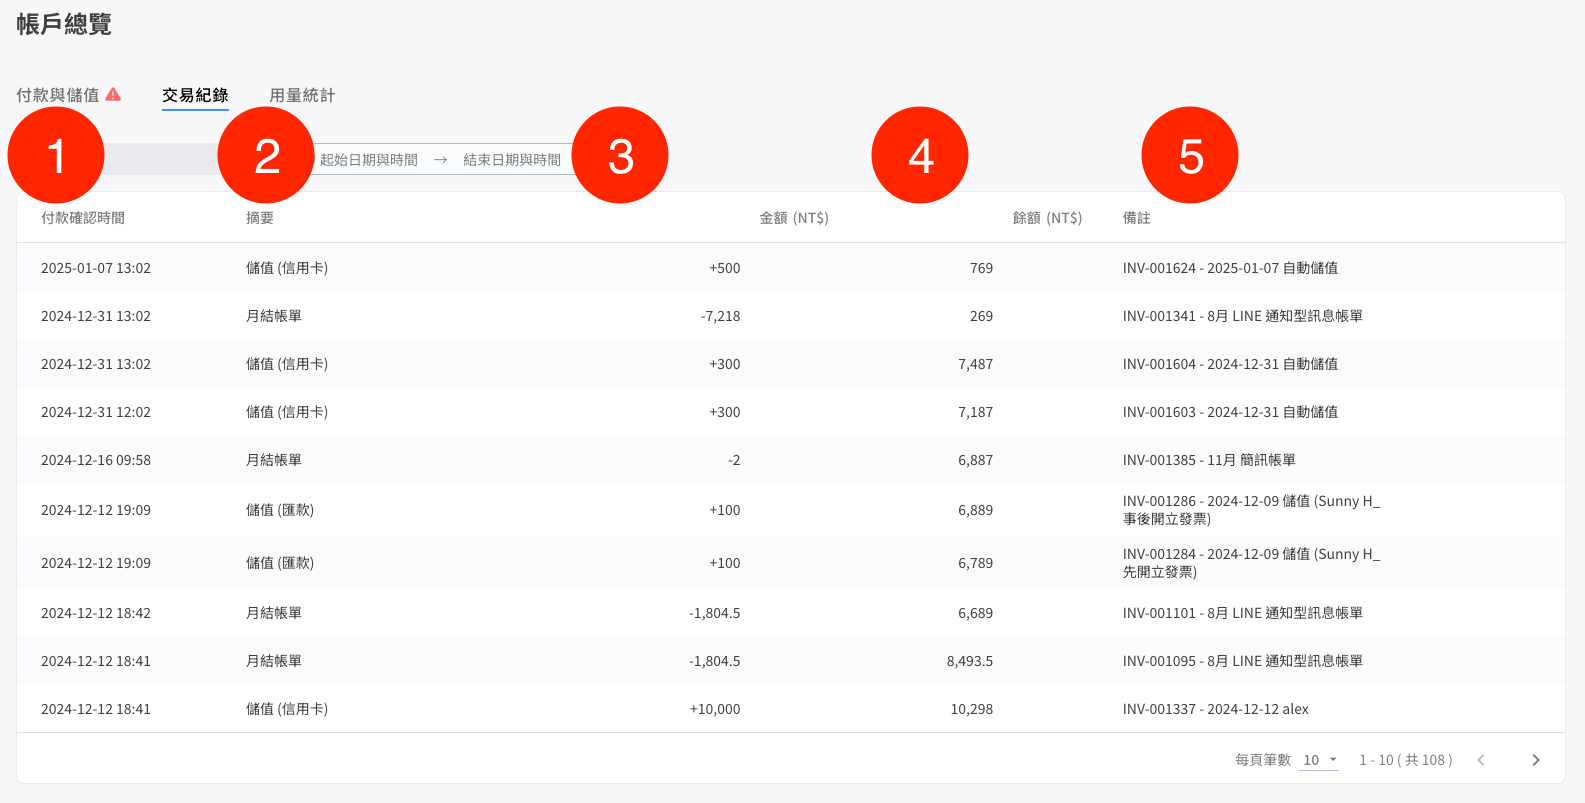 帳戶總覽
付款與儲值 交易紀錄 用量統計
1 2 起始日期與時間 → 結束日期與時間 3 4 5
付款確認時間 摘要 金額 (NT$) 餘額 (NT$) 備註
2025-01-07 13:02 儲值 (信用卡) +500 769 INV-001624 - 2025-01-07 自動儲值
2024-12-31 13:02 月結帳單 -7,218 269 INV-001341 - 8月 LINE 通知型訊息帳單
2024-12-31 13:02 儲值 (信用卡) +300 7,487 INV-001604 - 2024-12-31 自動儲值
2024-12-31 12:02 儲值 (信用卡) +300 7,187 INV-001603 - 2024-12-31 自動儲值
2024-12-16 09:58 月結帳單 -2 6,887 INV-001385 - 11月 簡訊帳單
2024-12-12 19:09 儲值 (匯款) +100 6,889 INV-001286 - 2024-12-09 儲值 (Sunny H_
事後開立發票)
2024-12-12 19:09 儲值 (匯款) +100 6,789 INV-001284 - 2024-12-09 儲值 (Sunny H_
先開立發票)
2024-12-12 18:42 月結帳單 -1,804.5 6,689 INV-001101 - 8月 LINE 通知型訊息帳單
2024-12-12 18:41 月結帳單 -1,804.5 8,493.5 INV-001095 - 8月 LINE 通知型訊息帳單
2024-12-12 18:41 儲值 (信用卡) +10,000 10,298 INV-001337 - 2024-12-12 alex
每頁筆數 10 1 - 10 ( 共 108 )